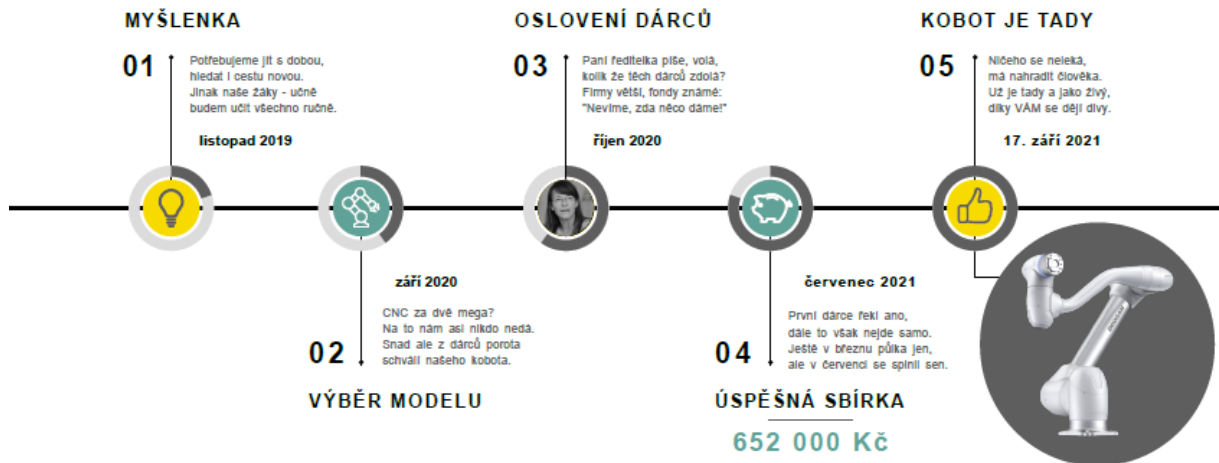 MYŠLENKA
01
Potřebujeme jít s dobou,
hledat i cestu novou.
Jinak naše žáky - učně
budem učit všechno ručně.
listopad 2019
září 2020
CNC za dvě mega?
Na to nám asi nikdo nedá.
Snad ale z dárců porota
schválí našeho kobota.
02
VÝBĚR MODELU
OSLOVENÍ DÁRCŮ
03
Paní ředitelka píše, volá,
kolik že těch dárců zdolá?
Firmy větší, fondy známé:
"Nevíme, zda něco dáme!"
říjen 2020
červenec 2021
První dárce řekl ano,
dále to však nejde samo.
Ještě v březnu půlka jen,
ale v červenci se splnil sen.
04
ÚSPĚŠNÁ SBÍRKA
652 000 Kč
KOBOT JE TADY
05
Ničeho se neleká,
má nahradit člověka.
Už je tady a jako živý,
díky VÁM se dějí divy.
17. září 2021